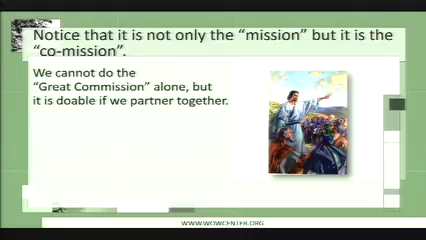 Notice that it is not only the “mission” but it is the
“co-mission”.
We cannot do the
“Great Commission” alone, but
it is doable if we partner together.
WWW.WOWCENTER.ORG